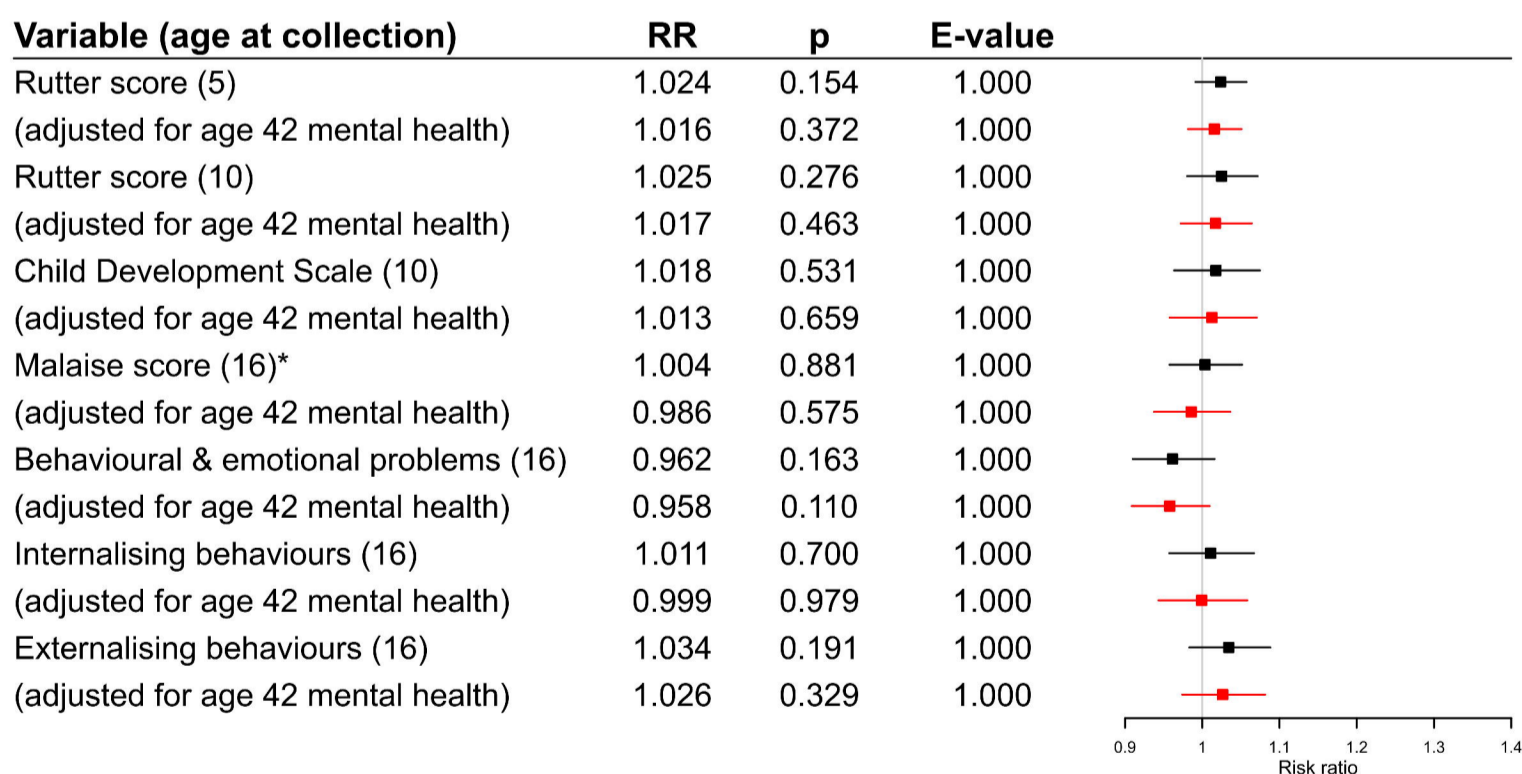 Variable (age at collection) RR p E-value
Rutter score (5) 1.024 0.154 1.000
(adjusted for age 42 mental health) 1.016 0.372 1.000
Rutter score (10) 1.025 0.276 1.000
(adjusted for age 42 mental health) 1.017 0.463 1.000
Child Development Scale (10) 1.018 0.531 1.000
(adjusted for age 42 mental health) 1.013 0.659 1.000
Malaise score (16)* 1.004 0.881 1.000
(adjusted for age 42 mental health) 0.986 0.575 1.000
Behavioural & emotional problems (16) 0.962 0.163 1.000
(adjusted for age 42 mental health) 0.958 0.110 1.000
Internalising behaviours (16) 1.011 0.700 1.000
(adjusted for age 42 mental health) 0.999 0.979 1.000
Externalising behaviours (16) 1.034 0.191 1.000
(adjusted for age 42 mental health) 1.026 0.329 1.000
0.9 1 1.1 1.2 1.3 1.4
Risk ratio